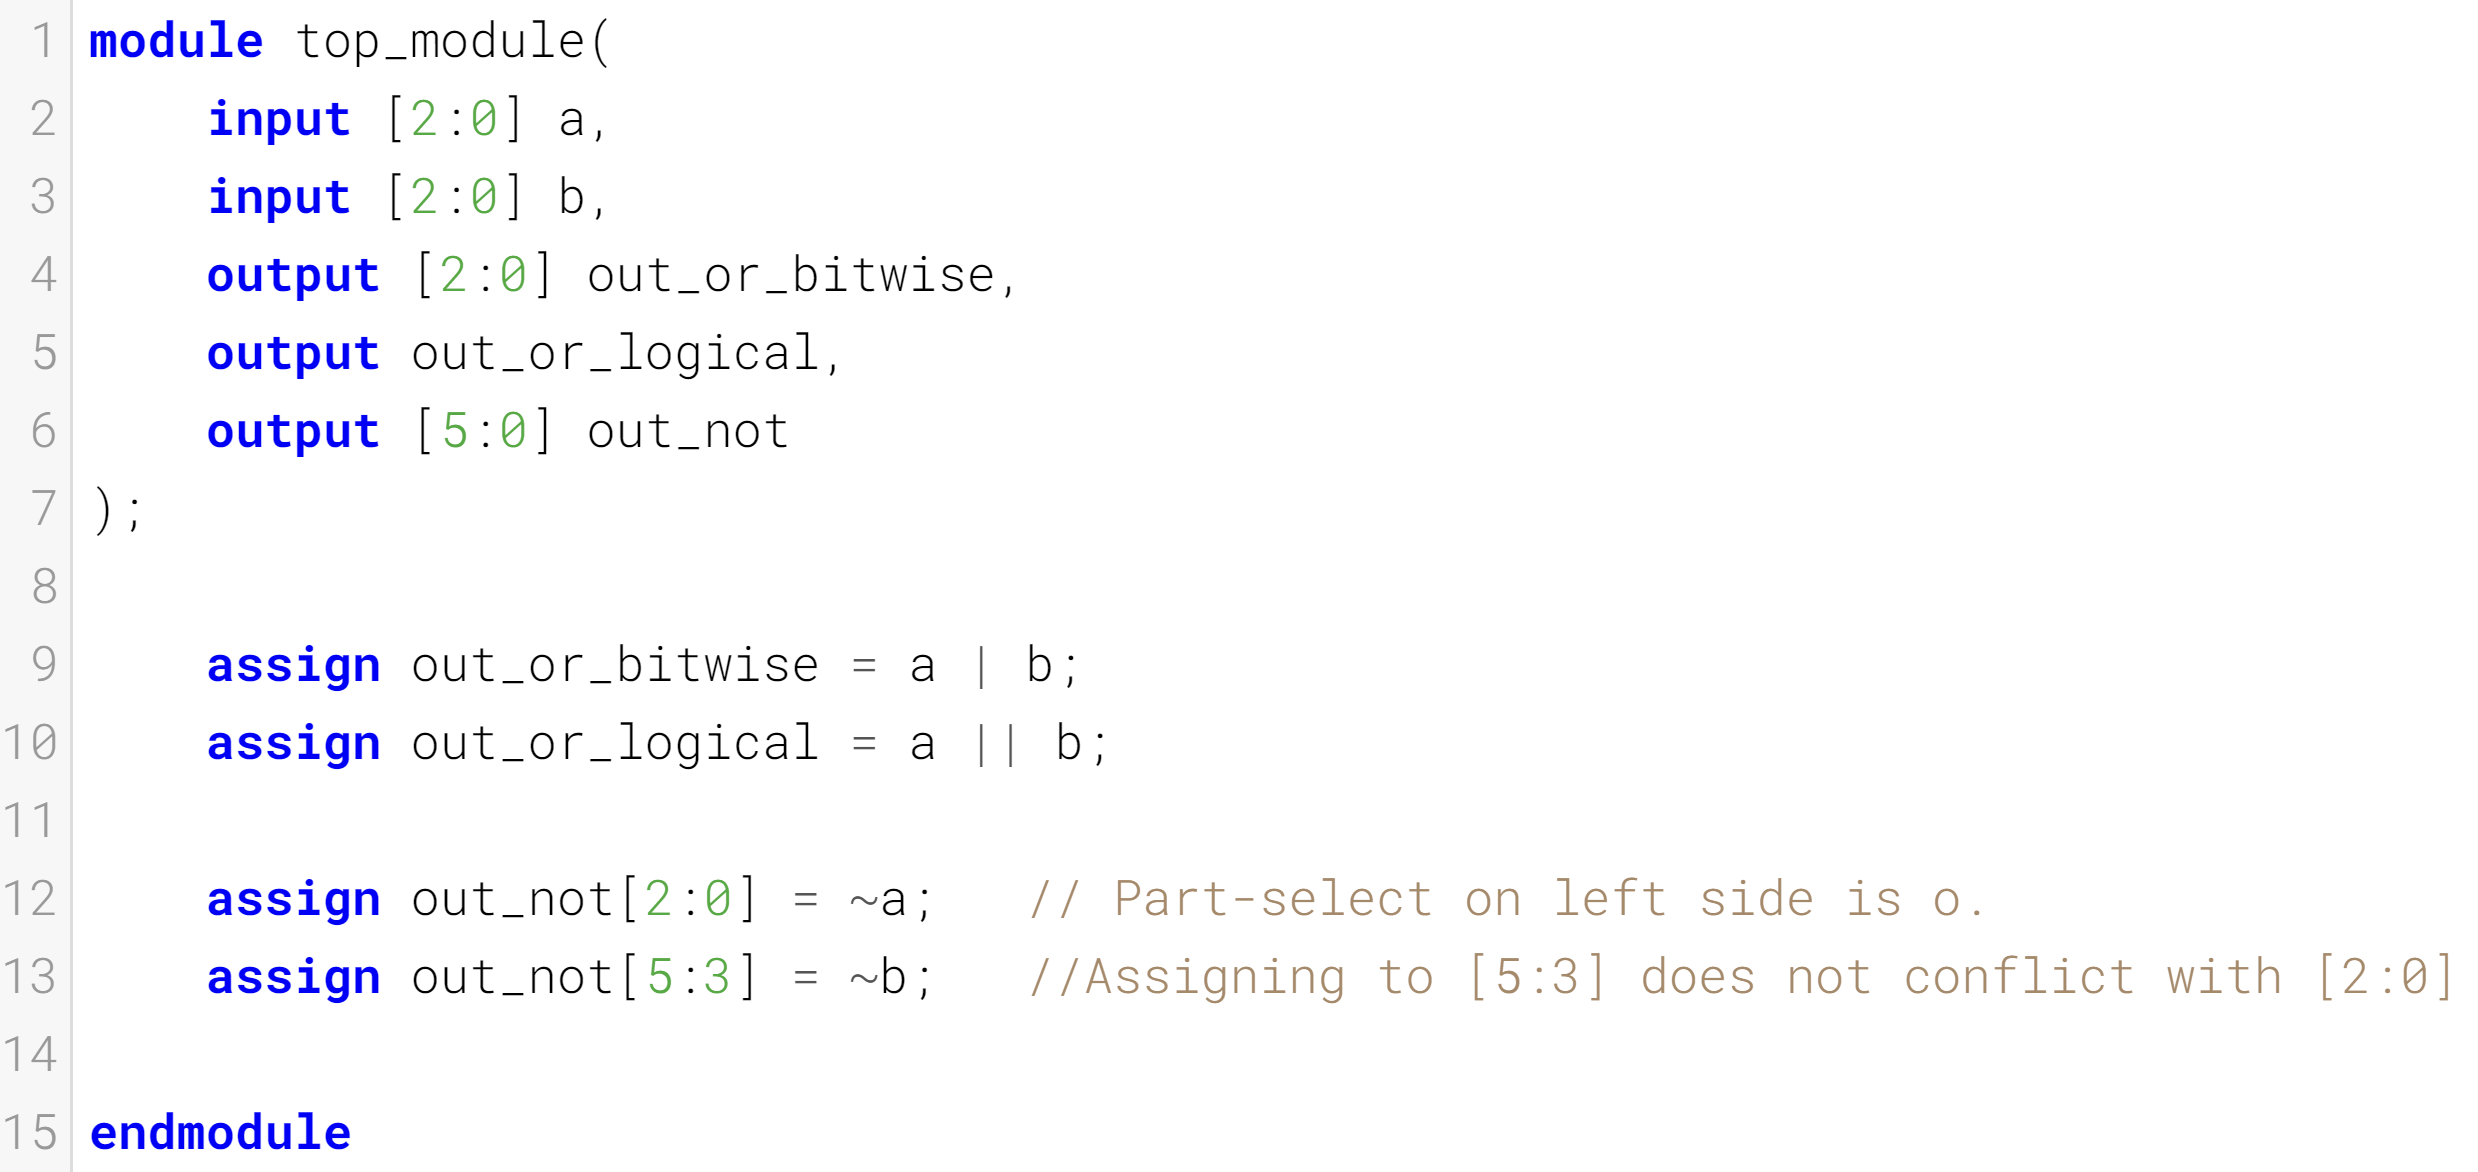 1 module top_module(
2     input [2:0] a,
3     input [2:0] b,
4     output [2:0] out_or_bitwise,
5     output out_or_logical,
6     output [5:0] out_not
7 );
8
9     assign out_or_bitwise = a | b;
10     assign out_or_logical = a || b;
11
12     assign out_not[2:0] = ~a;   // Part-select on left side is o.
13     assign out_not[5:3] = ~b;   //Assigning to [5:3] does not conflict with [2:0]
14
15 endmodule